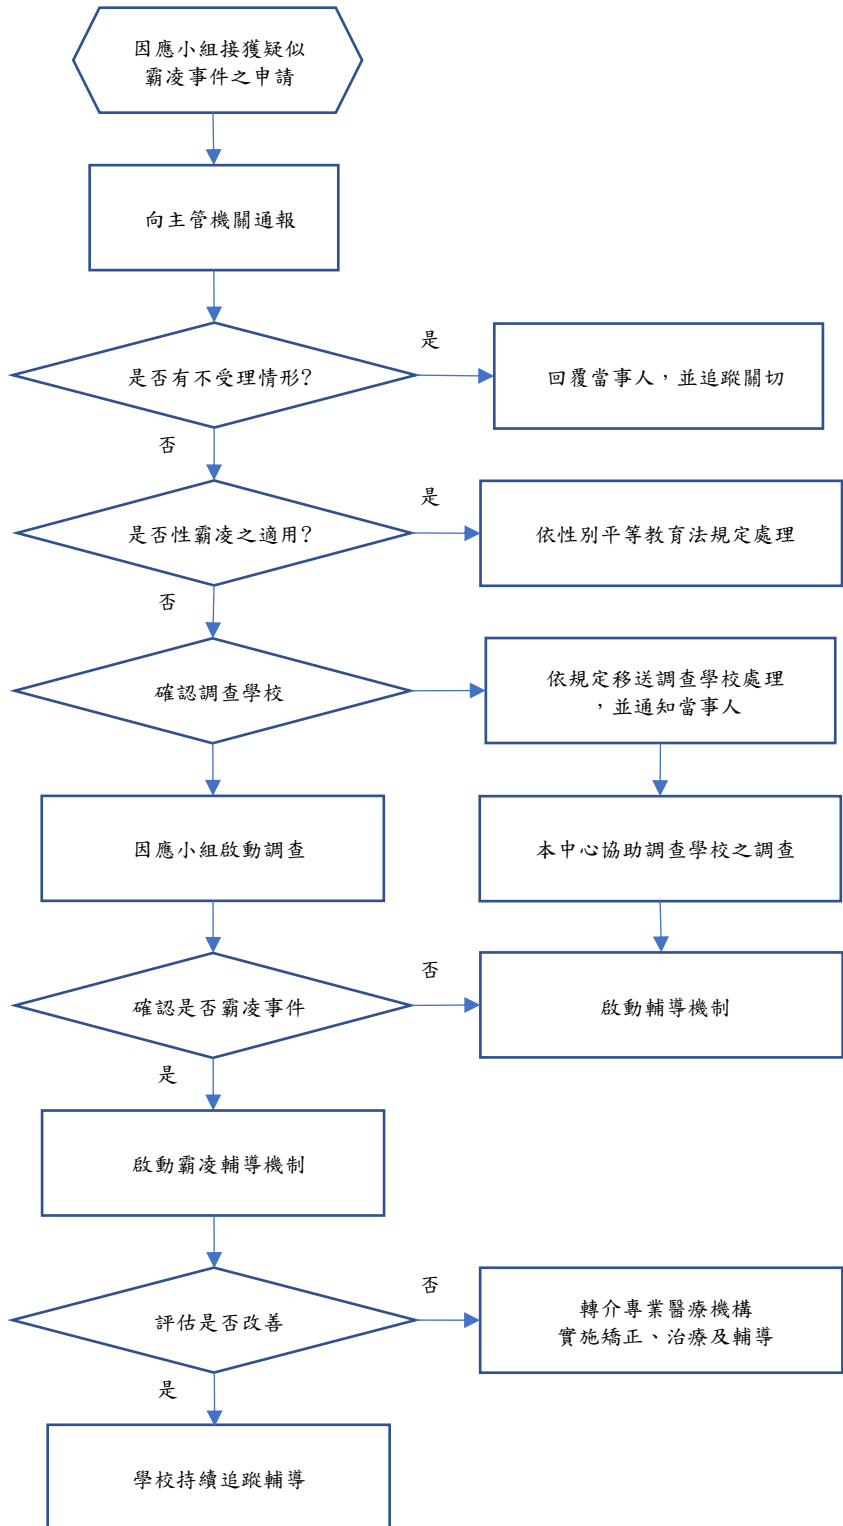 因應小組接獲疑似
霸凌事件之申請
向主管機關通報
是否有不受理情形?
是
回覆當事人，並追蹤關切
否
是否性霸凌之適用?
是
依性別平等教育法規定處理
否
確認調查學校
依規定移送調查學校處理
，並通知當事人
因應小組啟動調查
本中心協助調查學校之調查
確認是否霸凌事件
否
啟動輔導機制
是
啟動霸凌輔導機制
評估是否改善
否
轉介專業醫療機構
實施矯正、治療及輔導
是
學校持續追蹤輔導